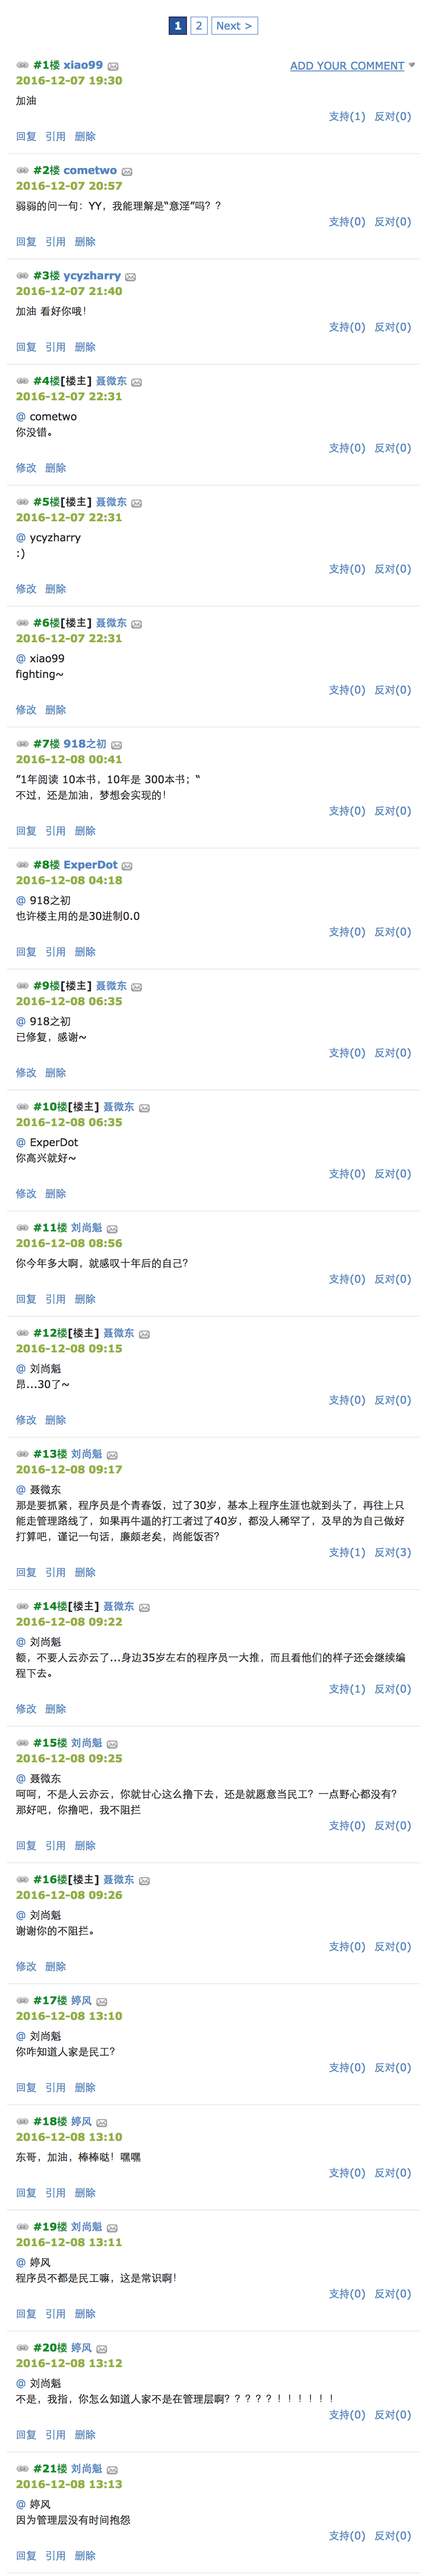 1 2 Next >
#1楼 xiao99 ADD YOUR COMMENT
2016-12-07 19:30
加油
支持(1) 反对(0)
回复 引用 删除
#2楼 cometwo
2016-12-07 20:57
弱弱的问一句：YY，我能理解是“意淫”吗？？
支持(0) 反对(0)
回复 引用 删除
#3楼 ycyzharry
2016-12-07 21:40
加油 看好你哦！
支持(0) 反对(0)
回复 引用 删除
#4楼[楼主] 聂微东
2016-12-07 22:31
@ cometwo
你没错。
支持(0) 反对(0)
修改 删除
#5楼[楼主] 聂微东
2016-12-07 22:31
@ ycyzharry
:)
支持(0) 反对(0)
修改 删除
#6楼[楼主] 聂微东
2016-12-07 22:31
@ xiao99
fighting~
支持(0) 反对(0)
修改 删除
#7楼 918之初
2016-12-08 00:41
”1年阅读 10本书，10年是 300本书；“
不过，还是加油，梦想会实现的！
支持(0) 反对(0)
回复 引用 删除
#8楼 ExperDot
2016-12-08 04:18
@ 918之初
也许楼主用的是30进制0.0
支持(0) 反对(0)
回复 引用 删除
#9楼[楼主] 聂微东
2016-12-08 06:35
@ 918之初
已修复，感谢~
支持(0) 反对(0)
修改 删除
#10楼[楼主] 聂微东
2016-12-08 06:35
@ ExperDot
你高兴就好~
支持(0) 反对(0)
修改 删除
#11楼 刘尚魁
2016-12-08 08:56
你今年多大啊，就感叹十年后的自己？
支持(0) 反对(0)
回复 引用 删除
#12楼[楼主] 聂微东
2016-12-08 09:15
@ 刘尚魁
昂...30了~
支持(0) 反对(0)
修改 删除
#13楼 刘尚魁
2016-12-08 09:17
@ 聂微东
那是要抓紧，程序员是个青春饭，过了30岁，基本上程序生涯也就到头了，再往上只
能走管理路线了，如果再牛逼的打工者过了40岁，都没人稀罕了，及早的为自己做好
打算吧，谨记一句话，廉颇老矣，尚能饭否？
支持(1) 反对(3)
回复 引用 删除
#14楼[楼主] 聂微东
2016-12-08 09:22
@ 刘尚魁
额，不要人云亦云了...身边35岁左右的程序员一大推，而且看他们的样子还会继续编
程下去。
支持(1) 反对(0)
修改 删除
#15楼 刘尚魁
2016-12-08 09:25
@ 聂微东
呵呵，不是人云亦云，你就甘心这么撸下去，还是就愿意当民工？一点野心都没有？
那好吧，你撸吧，我不阻拦
支持(0) 反对(0)
回复 引用 删除
#16楼[楼主] 聂微东
2016-12-08 09:26
@ 刘尚魁
谢谢你的不阻拦。
支持(0) 反对(0)
修改 删除
#17楼 婷风
2016-12-08 13:10
@ 刘尚魁
你咋知道人家是民工？
支持(0) 反对(0)
回复 引用 删除
#18楼 婷风
2016-12-08 13:10
东哥，加油，棒棒哒！嘿嘿
支持(0) 反对(0)
回复 引用 删除
#19楼 刘尚魁
2016-12-08 13:11
@ 婷风
程序员不都是民工嘛，这是常识啊！
支持(0) 反对(0)
回复 引用 删除
#20楼 婷风
2016-12-08 13:12
@ 刘尚魁
不是，我指，你怎么知道人家不是在管理层啊？？？？？！！！！！！
支持(0) 反对(0)
回复 引用 删除
#21楼 刘尚魁
2016-12-08 13:13
@ 婷风
因为管理层没有时间抱怨
支持(0) 反对(0)
回复 引用 删除